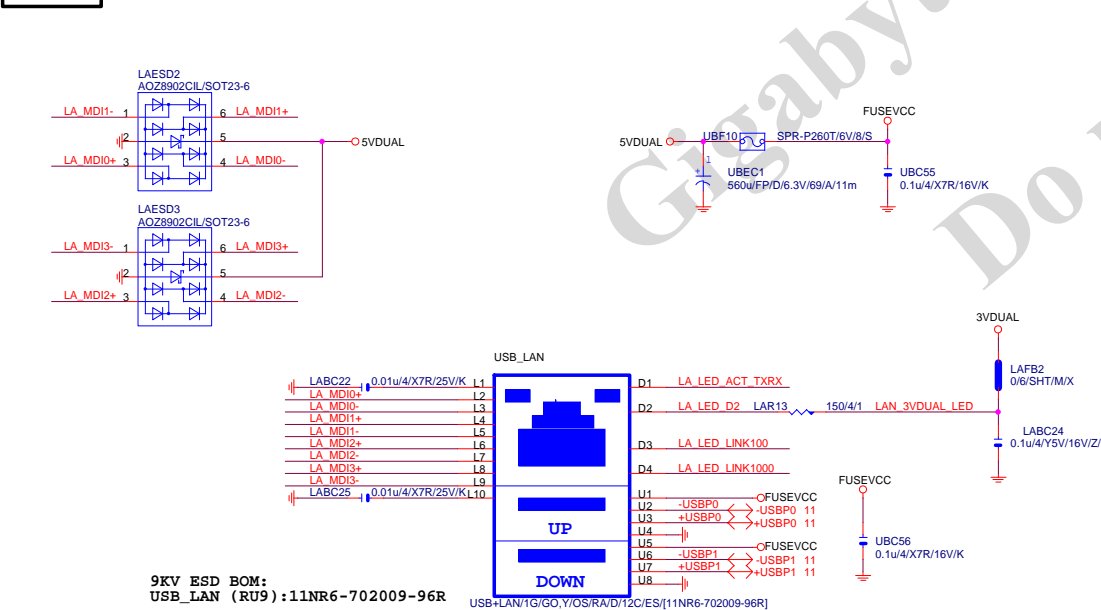 LAESD2
AOZ8902CIL/SOT23-6
LA_MDI1- 1 6 LA_MDI1+
2 5 5VDUAL
LA_MDI0+ 3 4 LA_MDI0-
LAESD3
AOZ8902CIL/SOT23-6
LA_MDI3- 1 6 LA_MDI3+
2 5
LA_MDI2+ 3 4 LA_MDI2-
FUSEVCC
5VDUAL UBF10 SPR-P260T/6V/8/S
1
+
UBEC1
560u/FP/D/6.3V/69/A/11m
UBC55
0.1u/4/X7R/16V/K
Do
3VDUAL
LAFB2
0/6/SHT/M/X
LABC24
0.1u/4/Y5V/16V/Z/
USB_LAN
LABC22 0.01u/4/X7R/25V/K L1
LA_MDI0+ L2
LA_MDI0- L3
LA_MDI1+ L4
LA_MDI1- L5
LA_MDI2+ L6
LA_MDI2- L7
LA_MDI3+ L8
LA_MDI3- L9
LABC25 0.01u/4/X7R/25V/K L10
UP
DOWN
D1 LA_LED_ACT_TXRX
D2 LA_LED_D2 LAR13 150/4/1 LAN_3VDUAL_LED
D3 LA_LED_LINK100
D4 LA_LED_LINK1000
U1 FUSEVCC
U2 -USBP0 -USBP0 11
U3 +USBP0 +USBP0 11
U4
U5 FUSEVCC
U6 -USBP1 -USBP1 11
U7 +USBP1 +USBP1 11
U8
FUSEVCC
UBC56
0.1u/4/X7R/16V/K
9KV ESD BOM:
USB_LAN (RU9):11NR6-702009-96R
USB+LAN/1G/GO,Y/OS/RA/D/12C/ES/[11NR6-702009-96R]